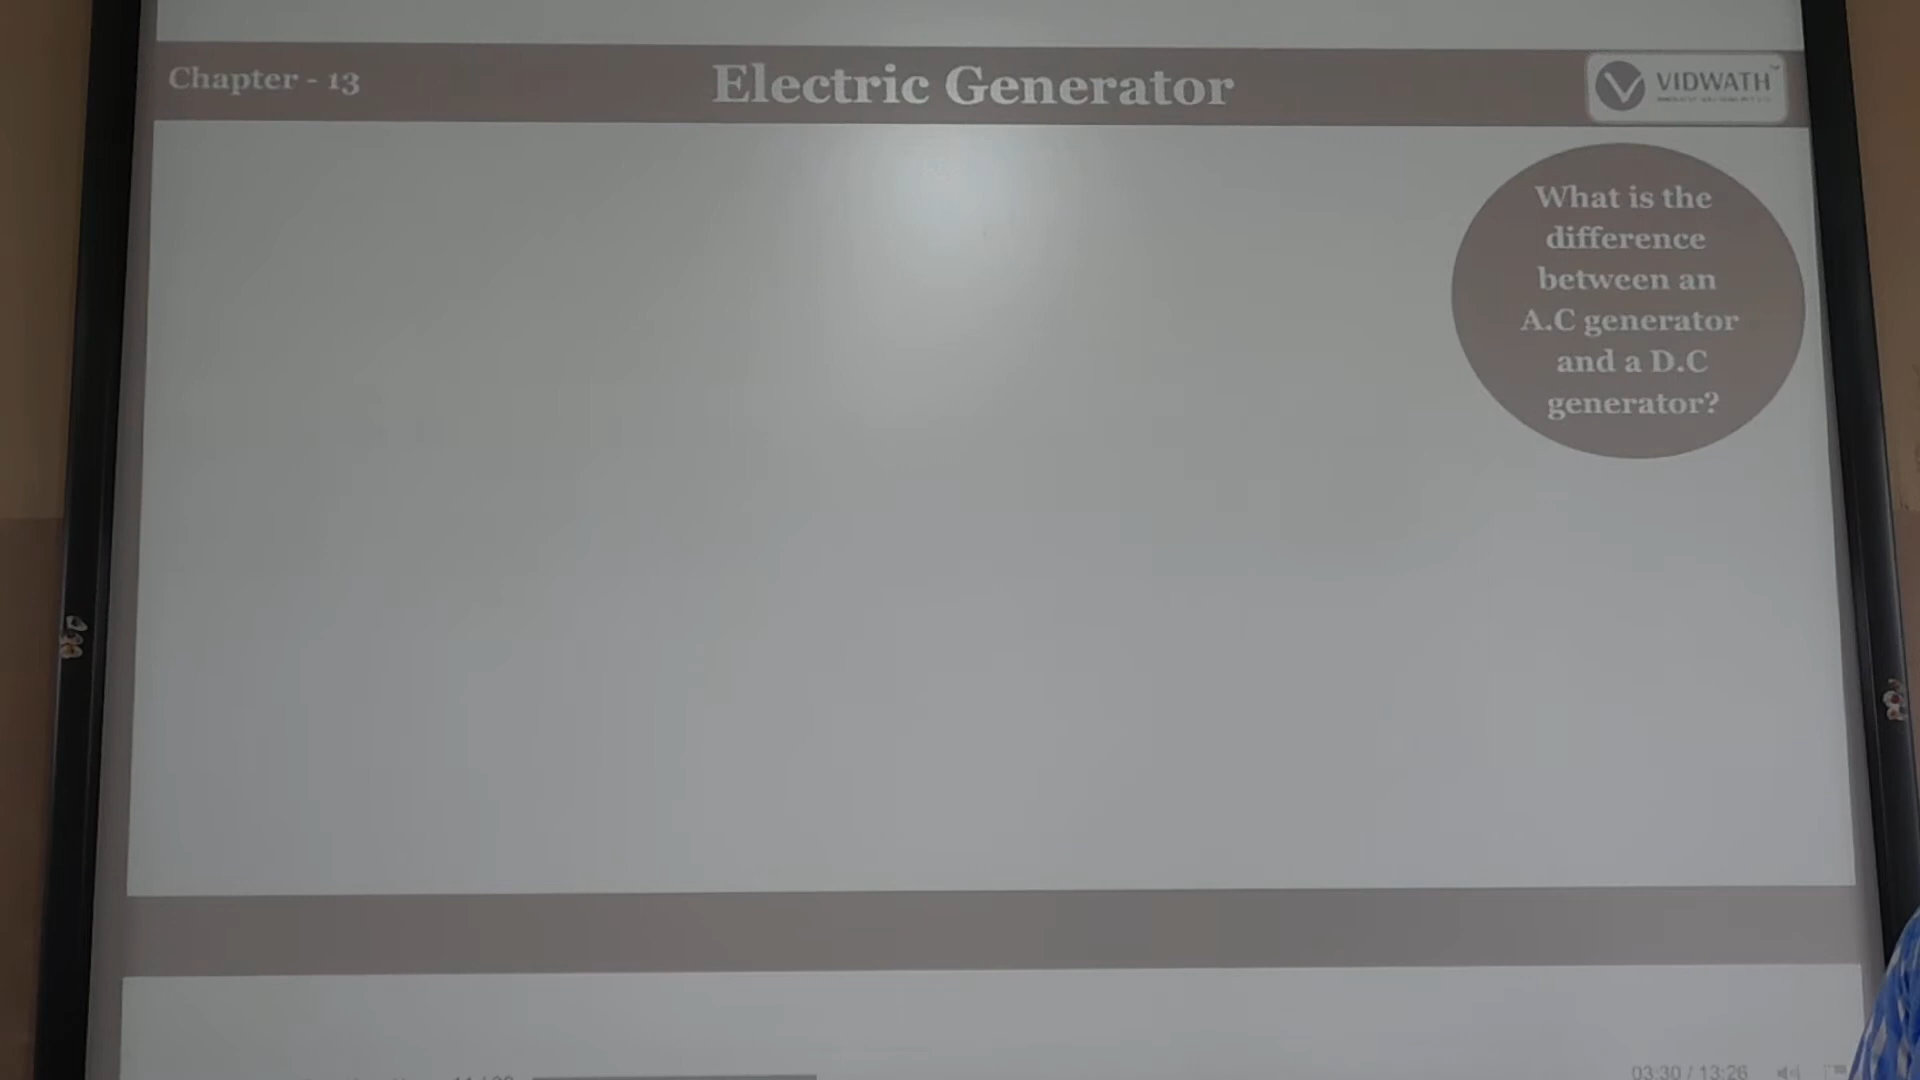 Chapter - 13
Electric Generator
VIDWATH
What is the
difference
between an
A.C generator
and a D.C
generator?
03:30 / 13:26